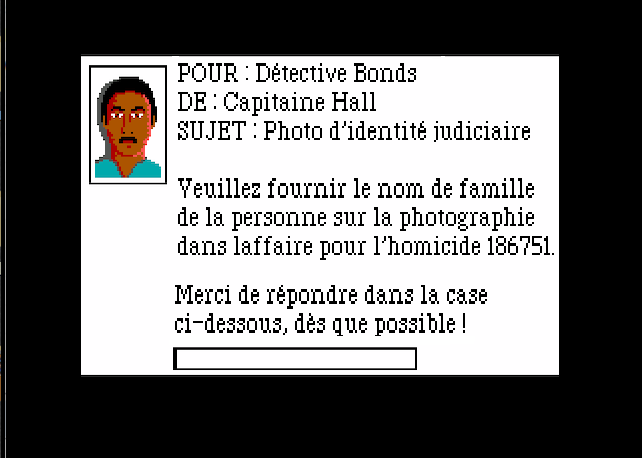 POUR : Détective Bonds
DE : Capitaine Hall
SUJET : Photo d'identité judiciaire
Veuillez fournir le nom de famille
de la personne sur la photographie
dans laffaire pour l'homicide 186751.
Merci de répondre dans la case
ci-dessous, dès que possible !